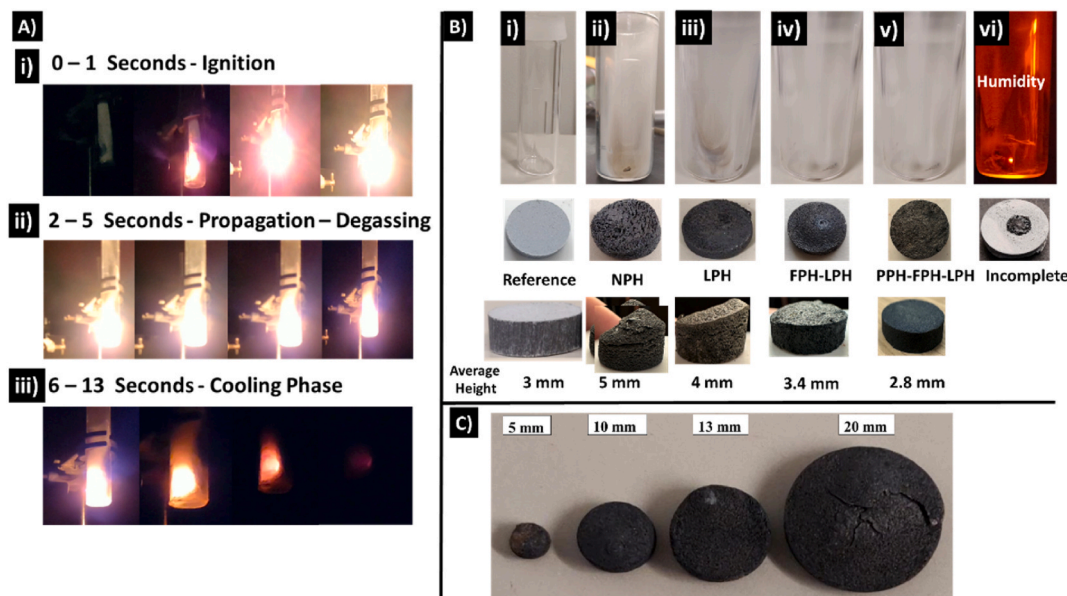 A)
i) 0 – 1 Seconds - Ignition
ii) 2 – 5 Seconds - Propagation – Degassing
iii) 6 – 13 Seconds - Cooling Phase
B)
i) ii) iii) iv) v) vi)
Humidity
Reference NPH LPH FPH-LPH PPH-FPH-LPH Incomplete
Average
Height 3 mm 5 mm 4 mm 3.4 mm 2.8 mm
C)
5 mm 10 mm 13 mm 20 mm